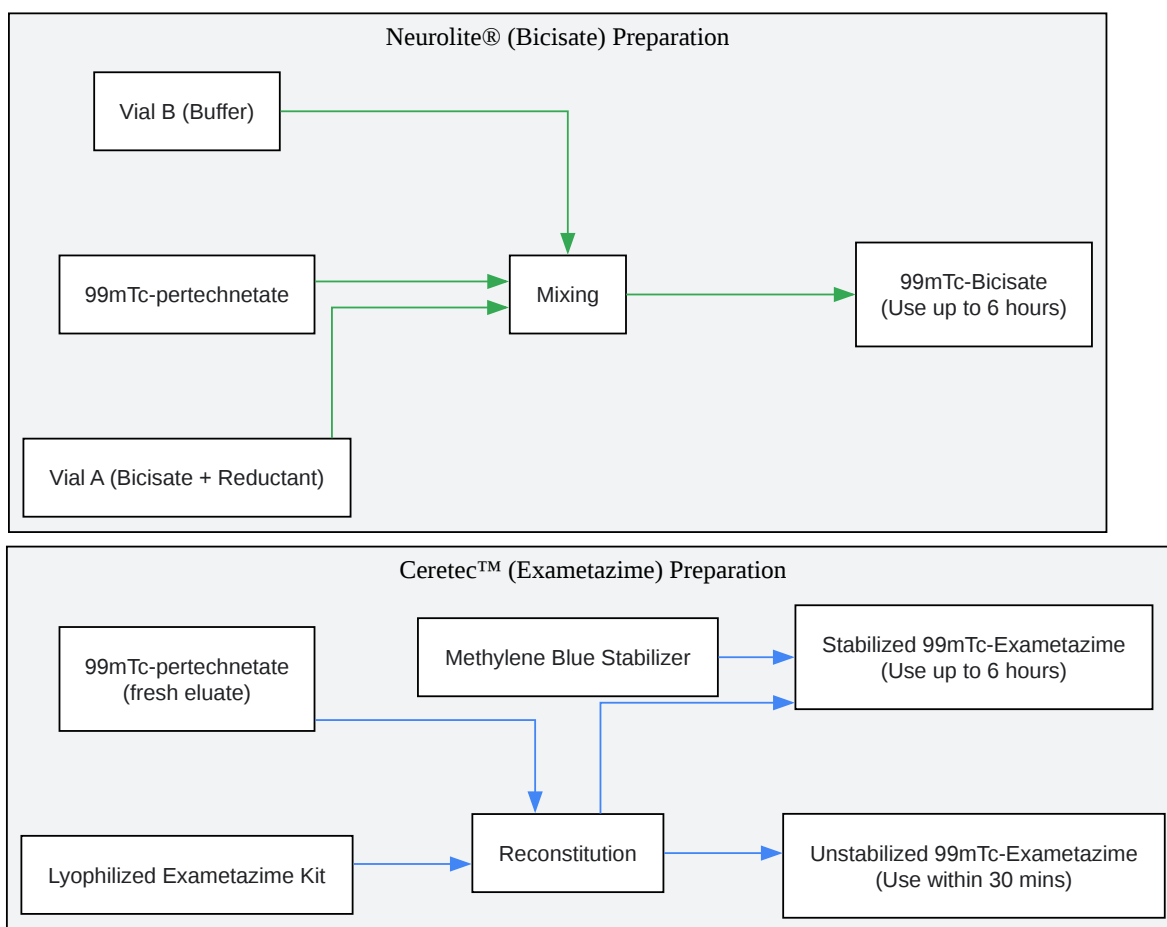 Neurolite® (Bicisate) Preparation
Vial B (Buffer)
99mTc-pertechnetate
Mixing
99mTc-Bicisate
(Use up to 6 hours)
Vial A (Bicisate + Reductant)
Ceretec™ (Exametazime) Preparation
99mTc-pertechnetate
(fresh eluate)
Methylene Blue Stabilizer
Stabilized 99mTc-Exametazime
(Use up to 6 hours)
Lyophilized Exametazime Kit
Reconstitution
Unstabilized 99mTc-Exametazime
(Use within 30 mins)